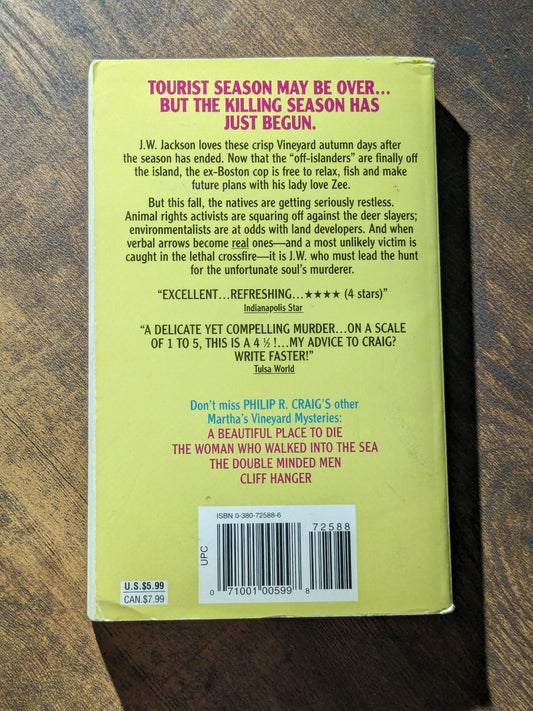 TOURIST SEASON MAY BE OVER...
BUT THE KILLING SEASON HAS
JUST BEGUN.
J.W. Jackson loves these crisp Vineyard autumn days after
the season has ended. Now that the "off-islanders" are finally off
the island, the ex-Boston cop is free to relax, fish and make
future plans with his lady love Zee.
But this fall, the natives are getting seriously restless.
Animal rights activists are squaring off against the deer slayers;
environmentalists are at odds with land developers. And when
verbal arrows become real ones—and a most unlikely victim is
caught in the lethal crossfire—it is J.W. who must lead the hunt
for the unfortunate soul's murderer.
"EXCELLENT...REFRESHING...★★★★ (4 stars)"
Indianapolis Star
"A DELICATE YET COMPELLING MURDER...ON A SCALE
OF 1 TO 5, THIS IS A 4 ½ !...MY ADVICE TO CRAIG?
WRITE FASTER!"
Tulsa World
Don't miss PHILIP R. CRAIG'S other
Martha's Vineyard Mysteries:
A BEAUTIFUL PLACE TO DIE
THE WOMAN WHO WALKED INTO THE SEA
THE DOUBLE MINDED MEN
CLIFF HANGER
ISBN 0-380-72588-6
72588
UPC
0 71001 00599 8
U.S.$5.99
CAN.$7.99